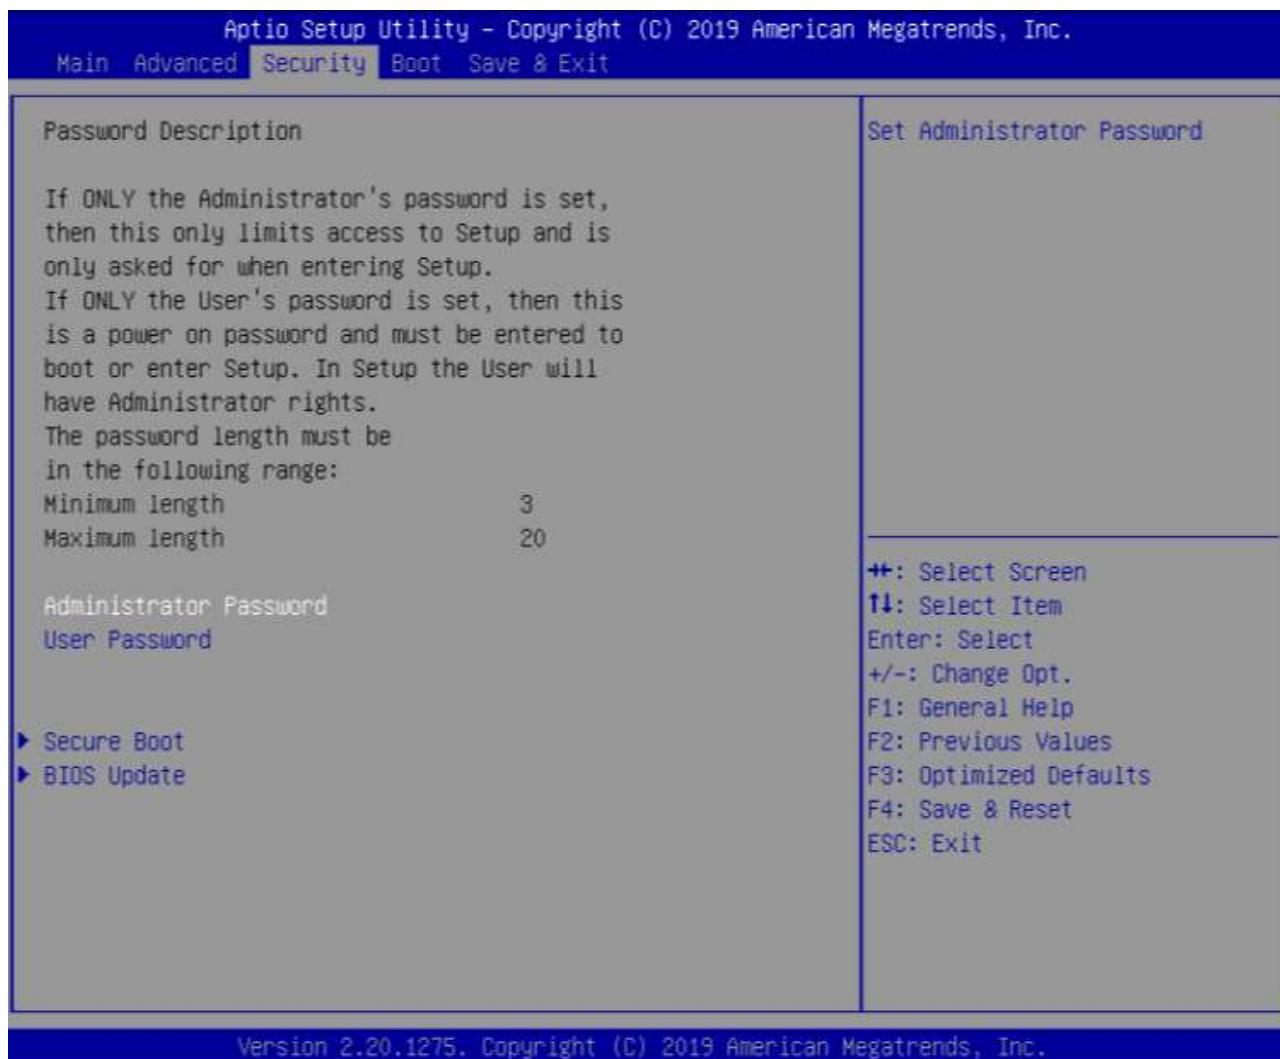 Aptio Setup Utility – Copyright (C) 2019 American Megatrends, Inc.
Main Advanced Security Boot Save & Exit
Password Description
If ONLY the Administrator's password is set,
then this only limits access to Setup and is
only asked for when entering Setup.
If ONLY the User's password is set, then this
is a power on password and must be entered to
boot or enter Setup. In Setup the User will
have Administrator rights.
The password length must be
in the following range:
Minimum length 3
Maximum length 20
Administrator Password
User Password
Secure Boot
BIOS Update
Set Administrator Password
→←: Select Screen
↑↓: Select Item
Enter: Select
+/-: Change Opt.
F1: General Help
F2: Previous Values
F3: Optimized Defaults
F4: Save & Reset
ESC: Exit
Version 2.20.1275. Copyright (C) 2019 American Megatrends, Inc.